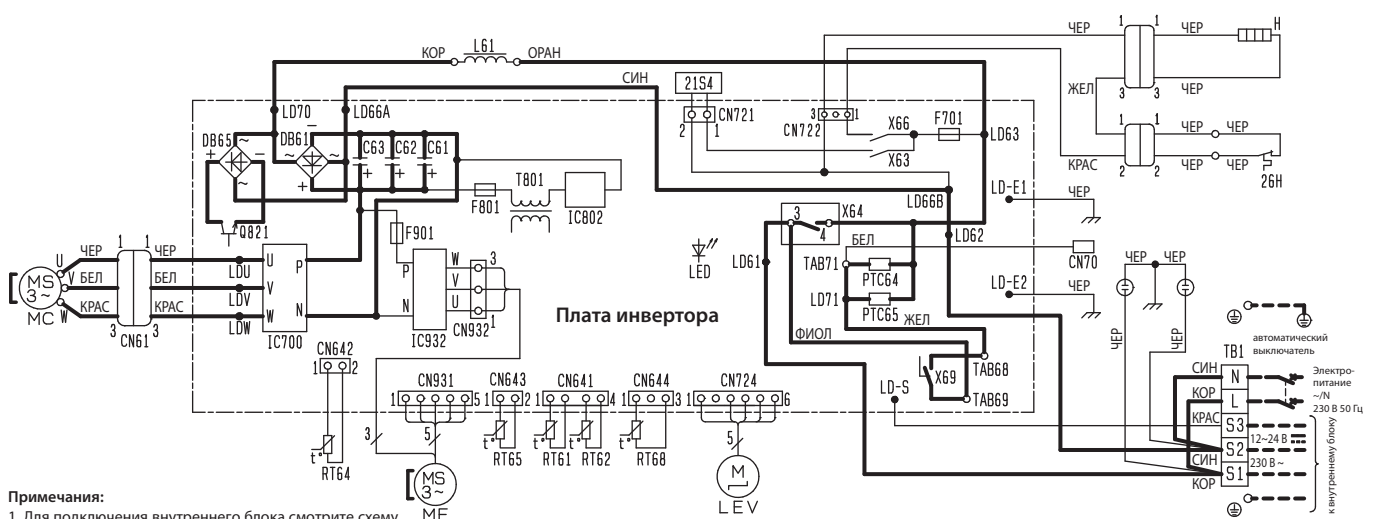 КОР L61 ОРАН
СИН
21S4
CN721
2 1
3 1
CN722
X66
X63
F701
LD63
ЧЕР 1 1 ЧЕР H
ЖЕЛ 3 3 ЧЕР
1 1 ЧЕР ЧЕР
КРАС 2 2 ЧЕР ЧЕР
26H
LD70 LD66A
DB65 DB61
+ ~ −
~
~ − ~
+
C63 C62 C61
+ + +
Q821
F801 T801 IC802
F901
LD66B
LD-E1 ЧЕР
3 X64
4
LD62
LD61
БЕЛ
TAB71
PTC64
LD71
PTC65
CN70
LD-E2 ЧЕР
ЖЕЛ
ФИОЛ
X69
TAB68
TAB69
LD-S
LED
Плата инвертора
MS
3~
MC
U V W
1 1
ЧЕР ЧЕР
БЕЛ БЕЛ
КРАС КРАС
3 3
CN61
LDU
LDV
LDW
U P
V
W N
IC700
P W
V
N U
IC932
3
1
CN932
CN642
1 2
t°
RT64
3
CN931
1 5
5
MS
3~
MF
CN643
1 2
t°
RT65
CN641
1 4
t° t°
RT61 RT62
CN644
1 3
t°
RT68
CN724
1 6
5
M
LEV
ЧЕР ЧЕР
ЧЕР
ЧЕР
автоматический
выключатель
TB1
СИН N
КОР L
КРАС S3
S2
СИН S1
КОР
Электро-
питание
~/N
230 В 50 Гц
12~24 В
230 В ~
к внутреннему блоку
Примечания:
1. Для подключения внутреннего блока смотрите схему